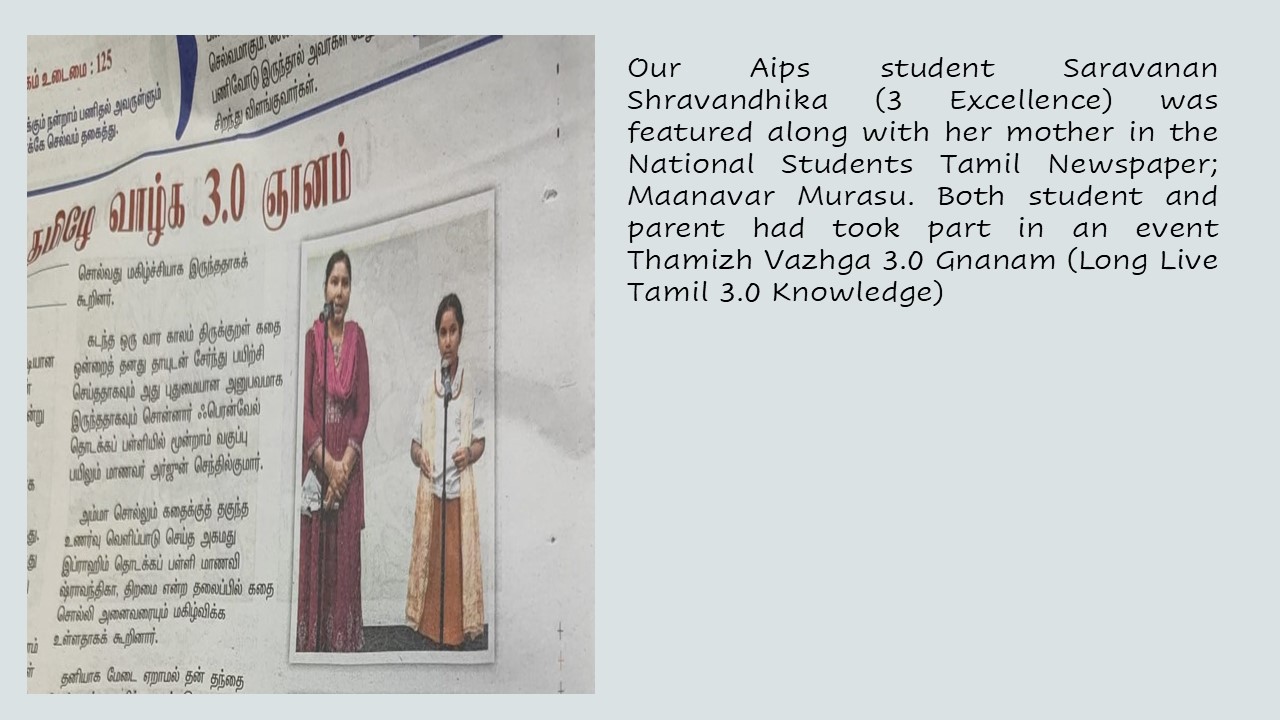 கம் உடைமை : 125
க்கும் நன்றாம் பணிதல் அவருள்ளும்
க்கே செல்வம் தகைத்து.
செல்வமாகும்,
பணிவோடு இருந்தால் அவர்கள்
சிறந்து விளங்குவார்கள்.
தமிழே வாழ்க 3.0 ஞானம்
சொல்வது மகிழ்ச்சியாக இருந்ததாகக்
கூறினர்.
கடந்த ஒரு வார காலம் திருக்குறள் கதை
ஒன்றைத் தனது தாயுடன் சேர்ந்து பயிற்சி
செய்ததாகவும் அது புதுமையான அனுபவமாக
இருந்ததாகவும் சொன்னார் ஃபெரன்வேல்
தொடக்கப் பள்ளியில் மூன்றாம் வகுப்பு
பயிலும் மாணவர் அர்ஜுன் செந்தில்குமார்.
அம்மா சொல்லும் கதைக்குத் தகுந்த
உணர்வு வெளிப்பாடு செய்த அகமது
இப்ராஹிம் தொடக்கப் பள்ளி மாணவி
ஷ்ராவந்திகா, திறமை என்ற தலைப்பில் கதை
சொல்லி அனைவரையும் மகிழ்விக்க
உள்ளதாகக் கூறினார்.
தனியாக மேடை ஏறாமல் தன் தந்தை
Our Aips student Saravanan
Shravandhika (3 Excellence) was
featured along with her mother in the
National Students Tamil Newspaper;
Maanavar Murasu. Both student and
parent had took part in an event
Thamizh Vazhga 3.0 Gnanam (Long Live
Tamil 3.0 Knowledge)